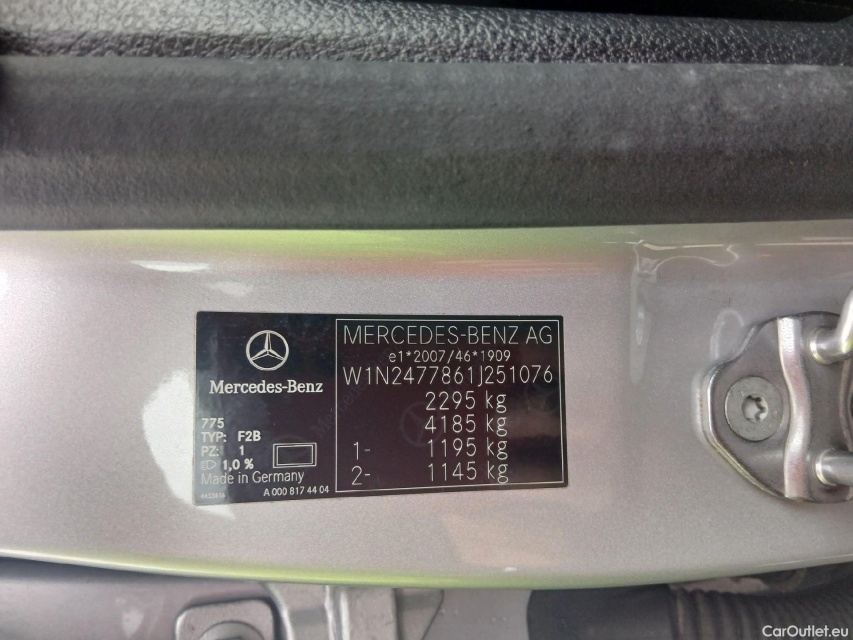 Mercedes-Benz
775
TYP: F2B
PZ: 1
1,0 %
Made in Germany
A 000 817 44 04
MERCEDES-BENZ AG
e1*2007/46*1909
W1N2477861J251076
2295 kg
4185 kg
1- 1195 kg
2- 1145 kg
CarOutlet.eu